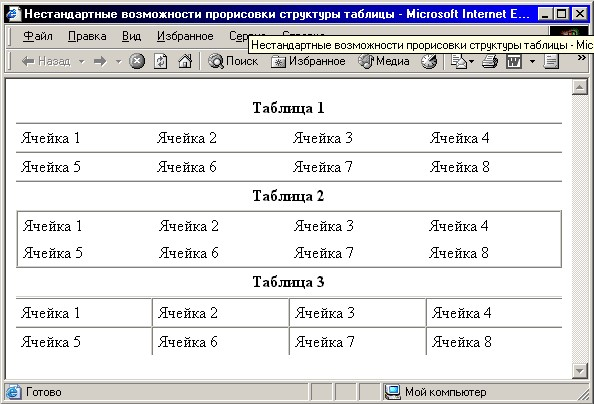 Нестандартные возможности прорисовки структуры таблицы - Microsoft Internet E...
Файл Правка Вид Избранное Сервис Справка
Нестандартные возможности прорисовки структуры таблицы - Mic
Назад Поиск Избранное Медиа
Таблица 1
Ячейка 1 Ячейка 2 Ячейка 3 Ячейка 4
Ячейка 5 Ячейка 6 Ячейка 7 Ячейка 8
Таблица 2
Ячейка 1 Ячейка 2 Ячейка 3 Ячейка 4
Ячейка 5 Ячейка 6 Ячейка 7 Ячейка 8
Таблица 3
Ячейка 1 Ячейка 2 Ячейка 3 Ячейка 4
Ячейка 5 Ячейка 6 Ячейка 7 Ячейка 8
Готово Мой компьютер